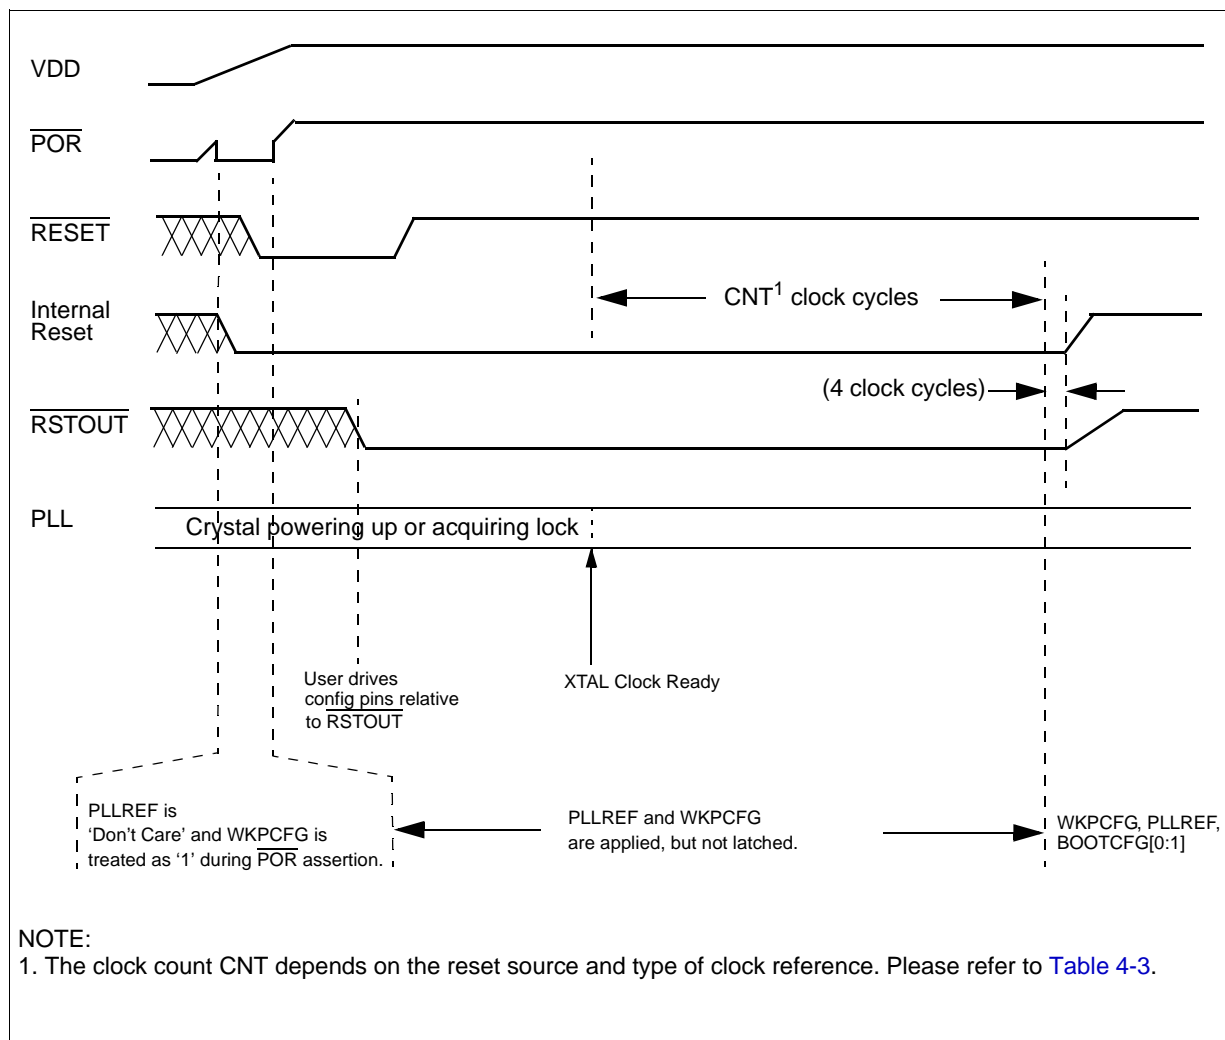 VDD
POR
RESET
CNT1 clock cycles
Internal
Reset
(4 clock cycles)
RSTOUT
PLL
Crystal powering up or acquiring lock
User drives
config pins relative
to RSTOUT
XTAL Clock Ready
PLLREF is
‘Don’t Care’ and WKPCFG is
treated as ‘1’ during POR assertion.
PLLREF and WKPCFG
are applied, but not latched.
WKPCFG, PLLREF,
BOOTCFG[0:1]
NOTE:
1. The clock count CNT depends on the reset source and type of clock reference. Please refer to Table 4-3.